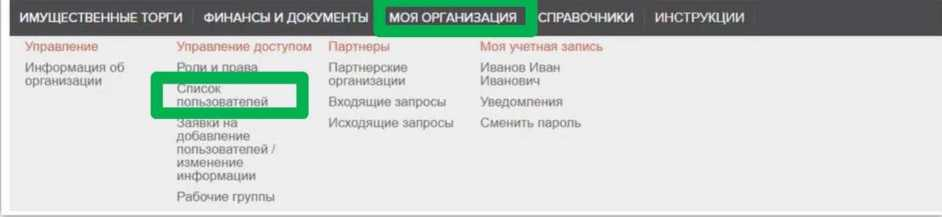 ИМУЩЕСТВЕННЫЕ ТОРГИ ФИНАНСЫ И ДОКУМЕНТЫ МОЯ ОРГАНИЗАЦИЯ СПРАВОЧНИКИ ИНСТРУКЦИИ
Управление
Информация об
организации
Управление доступом
Роли и права
Список
пользователей
Заявки на
добавление
пользователей /
изменение
информации
Рабочие группы
Партнеры
Партнерские
организации
Входящие запросы
Исходящие запросы
Моя учетная запись
Иванов Иван
Иванович
Уведомления
Сменить пароль